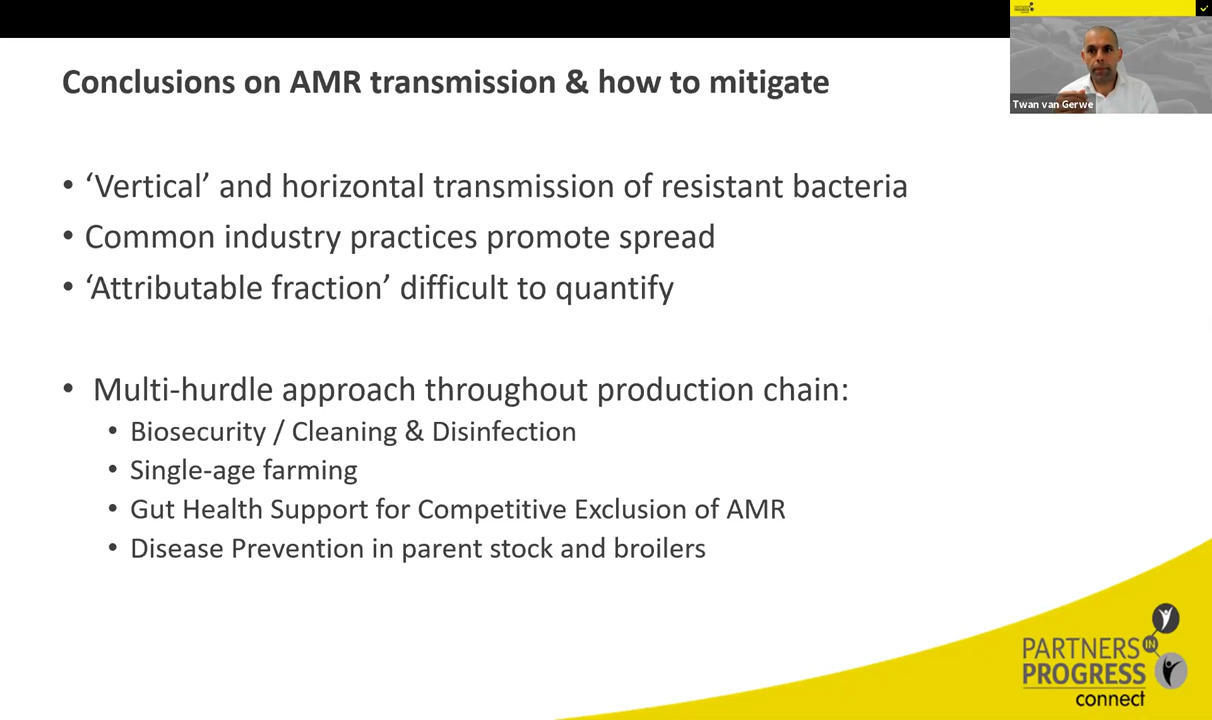 Conclusions on AMR transmission & how to mitigate
Twan van Gerwe
• ‘Vertical’ and horizontal transmission of resistant bacteria
• Common industry practices promote spread
• ‘Attributable fraction’ difficult to quantify
• Multi-hurdle approach throughout production chain:
• Biosecurity / Cleaning & Disinfection
• Single-age farming
• Gut Health Support for Competitive Exclusion of AMR
• Disease Prevention in parent stock and broilers
PARTNERS IN
PROGRESS
connect